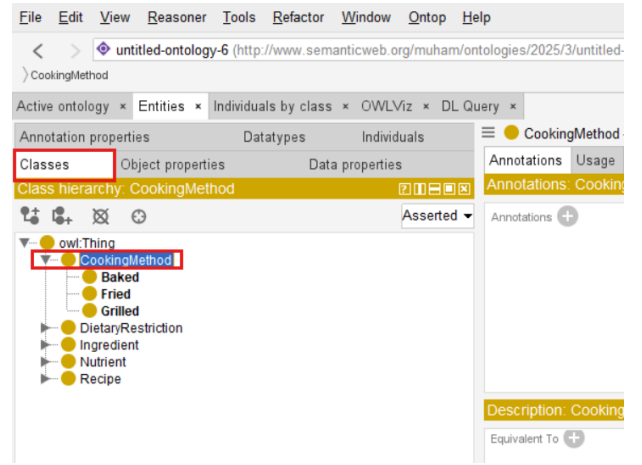 File Edit View Reasoner Tools Refactor Window Ontop Help
untitled-ontology-6 (http://www.semanticweb.org/muham/ontologies/2025/3/untitled-
CookingMethod
Active ontology × Entities × Individuals by class × OWLViz × DL Query ×
Annotation properties Datatypes Individuals
Classes Object properties Data properties
Class hierarchy: CookingMethod
Asserted
owl:Thing
CookingMethod
Baked
Fried
Grilled
DietaryRestriction
Ingredient
Nutrient
Recipe
CookingMethod
Annotations Usage
Annotations: Cooking
Annotations
Description: Cooking
Equivalent To